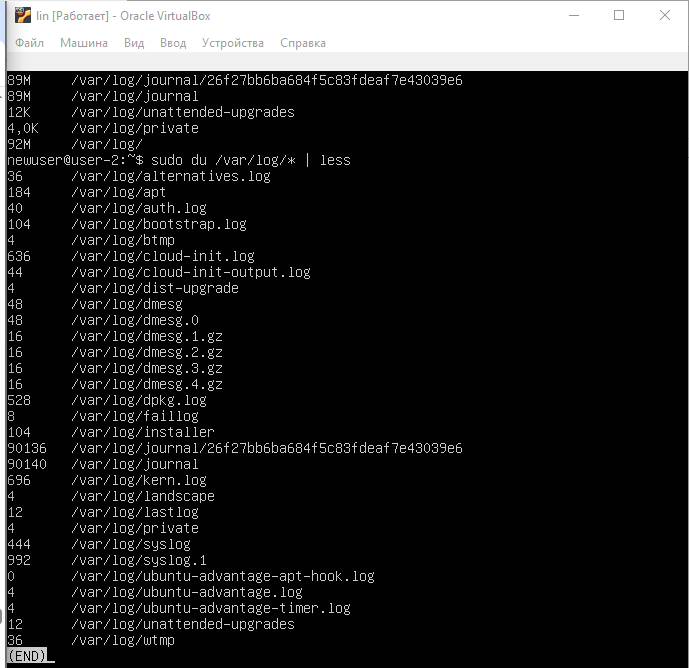 lin [Работает] - Oracle VirtualBox
Файл Машина Вид Ввод Устройства Справка
89M /var/log/journal/26f27bb6ba684f5c83fdeaf7e43039e6
89M /var/log/journal
12K /var/log/unattended-upgrades
4,0K /var/log/private
92M /var/log/
newuser@user-2:~$ sudo du /var/log/* | less
36 /var/log/alternatives.log
184 /var/log/apt
40 /var/log/auth.log
104 /var/log/bootstrap.log
4 /var/log/btmp
636 /var/log/cloud-init.log
44 /var/log/cloud-init-output.log
4 /var/log/dist-upgrade
48 /var/log/dmesg
48 /var/log/dmesg.0
16 /var/log/dmesg.1.gz
16 /var/log/dmesg.2.gz
16 /var/log/dmesg.3.gz
16 /var/log/dmesg.4.gz
528 /var/log/dpkg.log
8 /var/log/faillog
104 /var/log/installer
90136 /var/log/journal/26f27bb6ba684f5c83fdeaf7e43039e6
90140 /var/log/journal
696 /var/log/kern.log
4 /var/log/landscape
12 /var/log/lastlog
4 /var/log/private
444 /var/log/syslog
992 /var/log/syslog.1
0 /var/log/ubuntu-advantage-apt-hook.log
4 /var/log/ubuntu-advantage.log
4 /var/log/ubuntu-advantage-timer.log
12 /var/log/unattended-upgrades
36 /var/log/wtmp
(END)